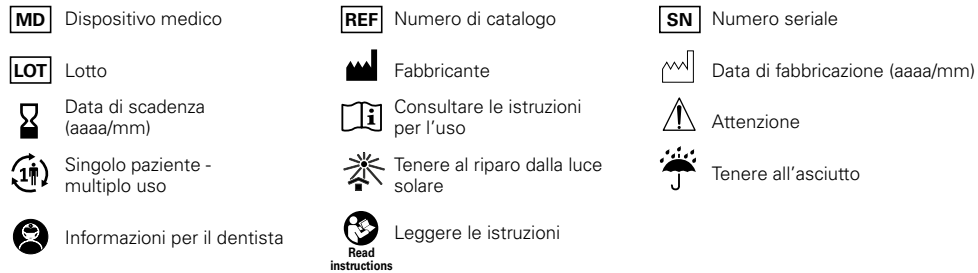 MD Dispositivo medico
REF Numero di catalogo
SN Numero seriale
LOT Lotto
Fabbricante
Data di fabbricazione (aaaa/mm)
Data di scadenza
(aaaa/mm)
i Consultare le istruzioni
per l'uso
Attenzione
1 Singolo paziente -
multiplo uso
Tenere al riparo dalla luce
solare
Tenere all'asciutto
Informazioni per il dentista
Leggere le istruzioni
Read
instructions